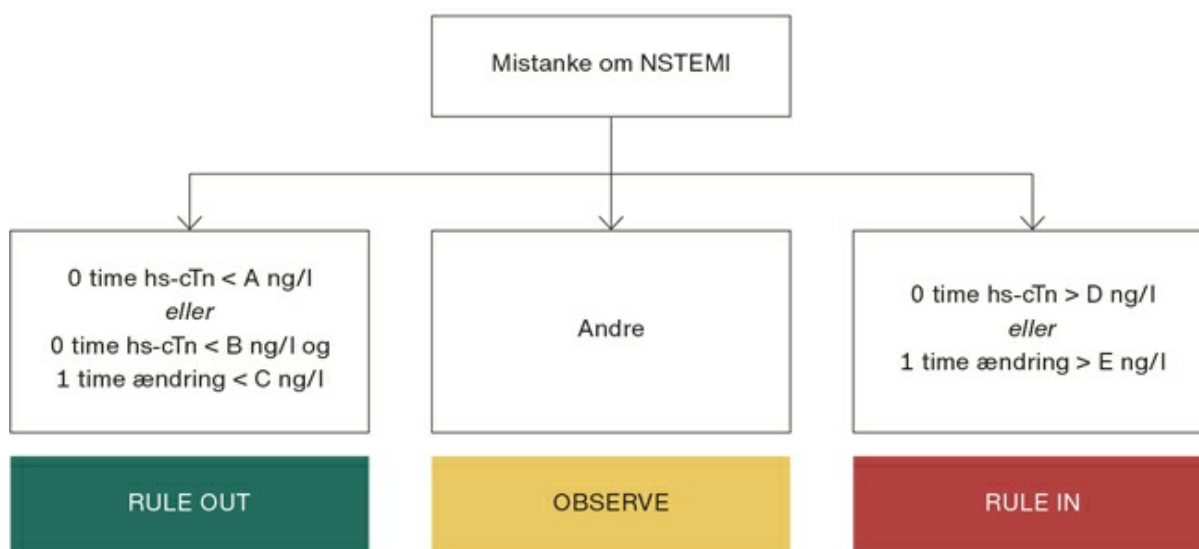 Mistanke om NSTEMI
0 time hs-cTn < A ng/l
eller
0 time hs-cTn < B ng/l og
1 time ændring < C ng/l
Andre
0 time hs-cTn > D ng/l
eller
1 time ændring > E ng/l
RULE OUT
OBSERVE
RULE IN